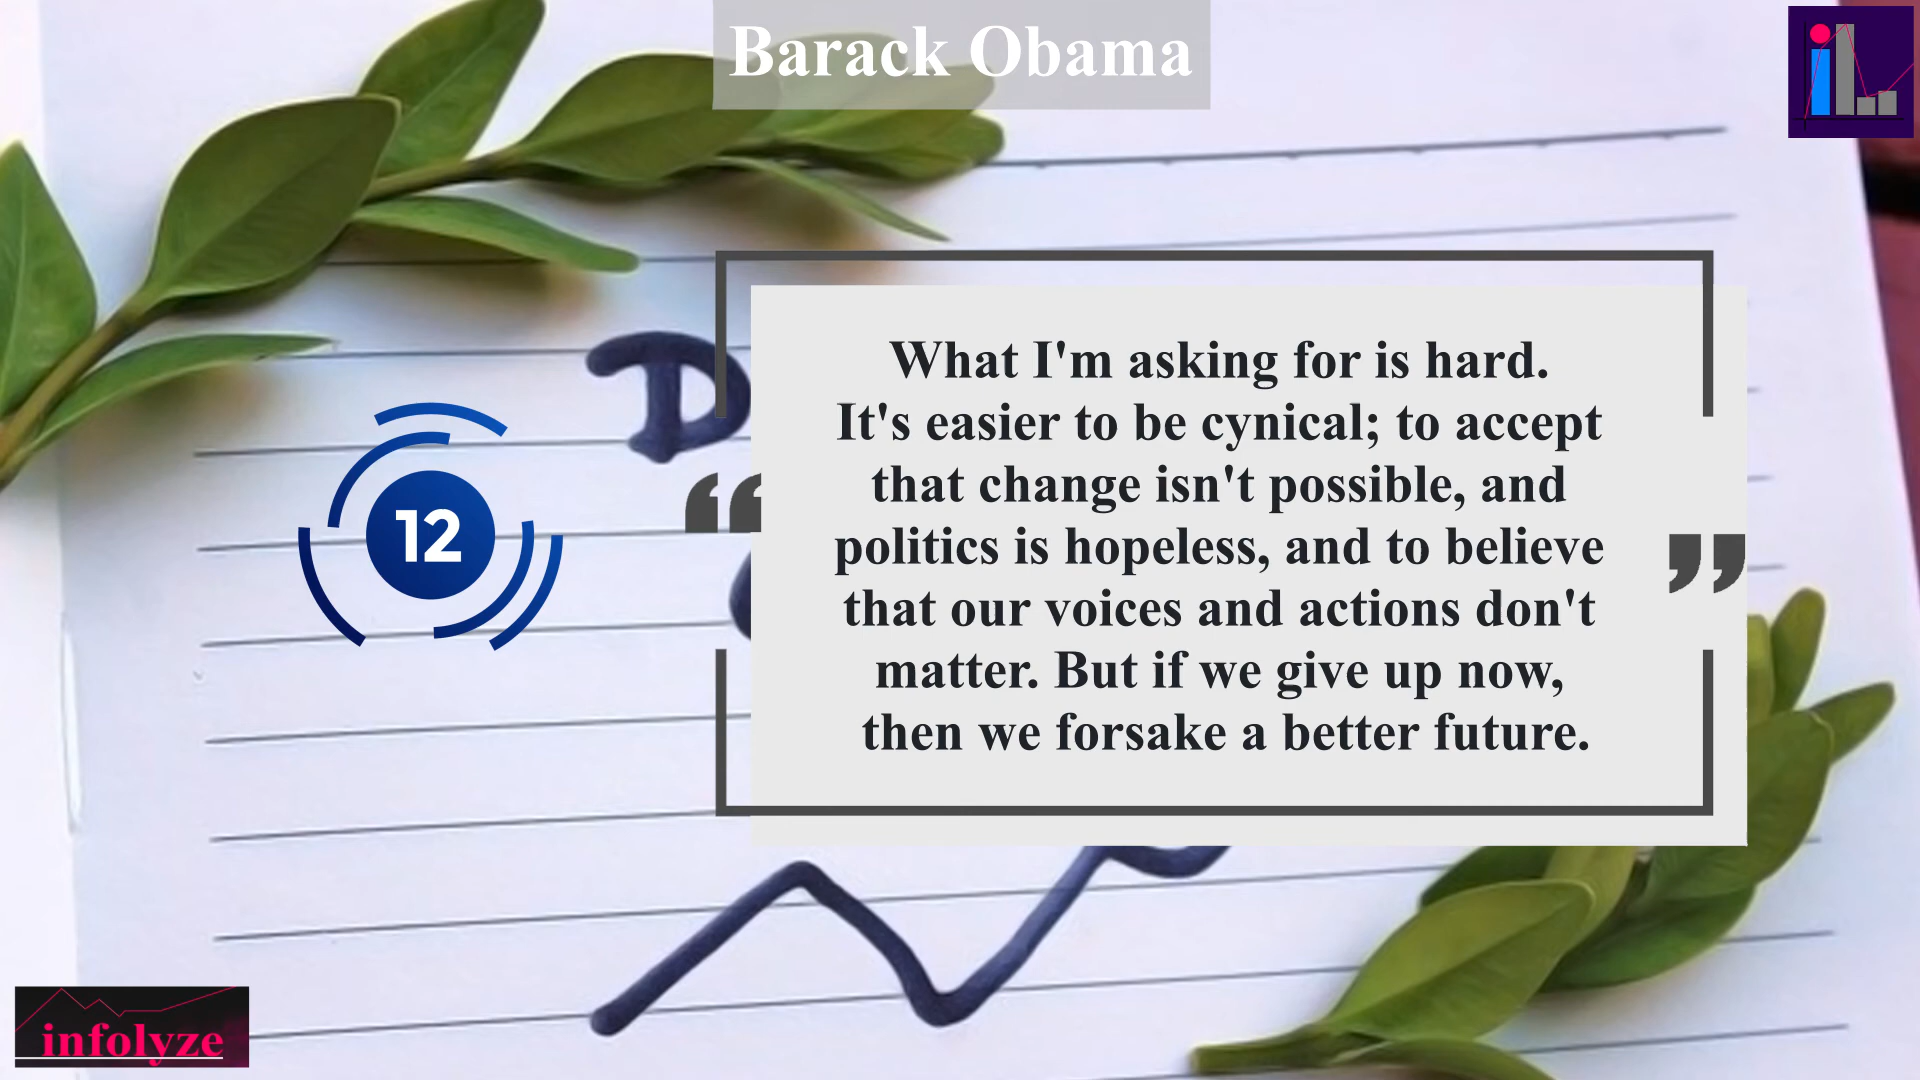 Barack Obama
What I'm asking for is hard.
It's easier to be cynical; to accept
that change isn't possible, and
politics is hopeless, and to believe
that our voices and actions don't
matter. But if we give up now,
then we forsake a better future.
12
D
infolyze